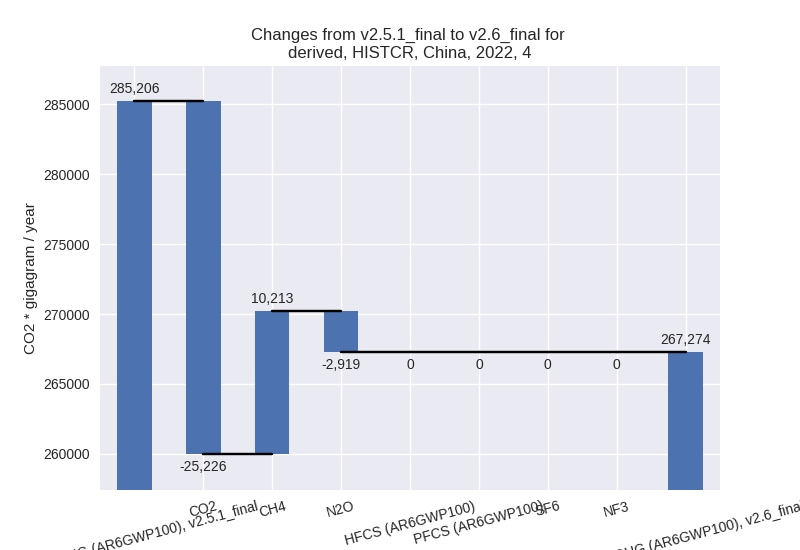 Changes from v2.5.1_final to v2.6_final for
derived, HISTCR, China, 2022, 4
CO2 * gigagram / year
285000
280000
275000
270000
265000
260000
285,206
-25,226
10,213
-2,919
0
0
0
0
267,274
(AR6GWP100), v2.5.1_final
CO2
CH4
N2O
HFCS (AR6GWP100)
PFCS (AR6GWP100)
SF6
NF3
(AR6GWP100), v2.6_final